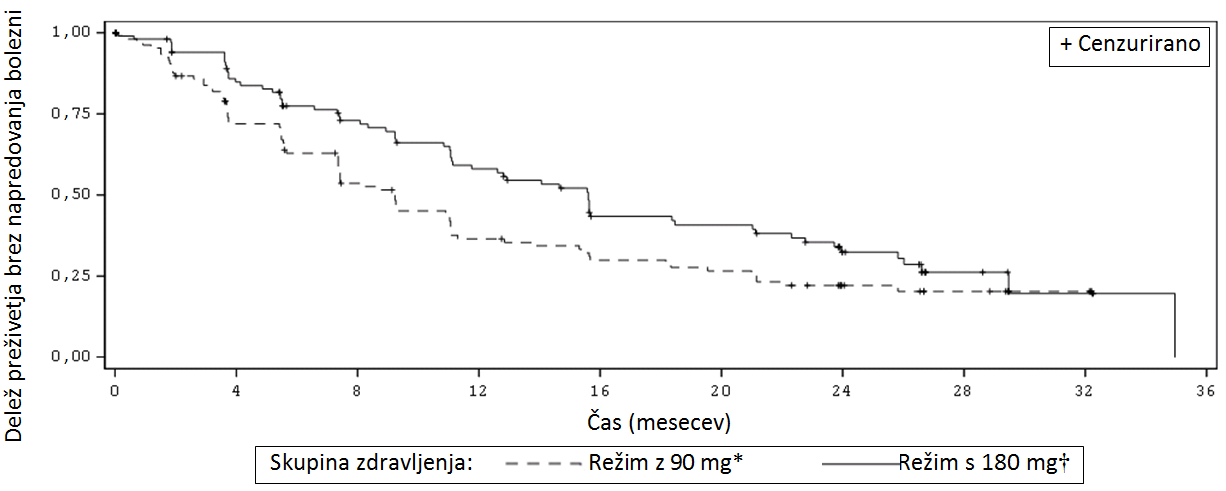 Delež preživetja brez napredovanja bolezni
1,00
0,75
0,50
0,25
0,00
+ Cenzurirano
0 4 8 12 16 20 24 28 32 36
Čas (mesecev)
Skupina zdravljenja: Režim z 90 mg* Režim s 180 mg†